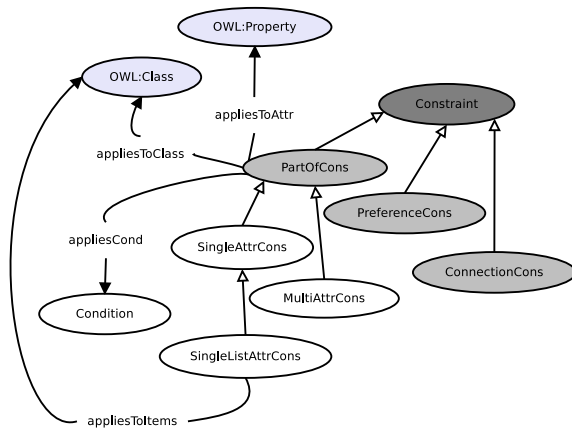 OWL:Property
OWL:Class
Constraint
appliesToAttr
appliesToClass
PartOfCons
PreferenceCons
appliesCond
SingleAttrCons
ConnectionCons
MultiAttrCons
Condition
SingleListAttrCons
appliesToItems